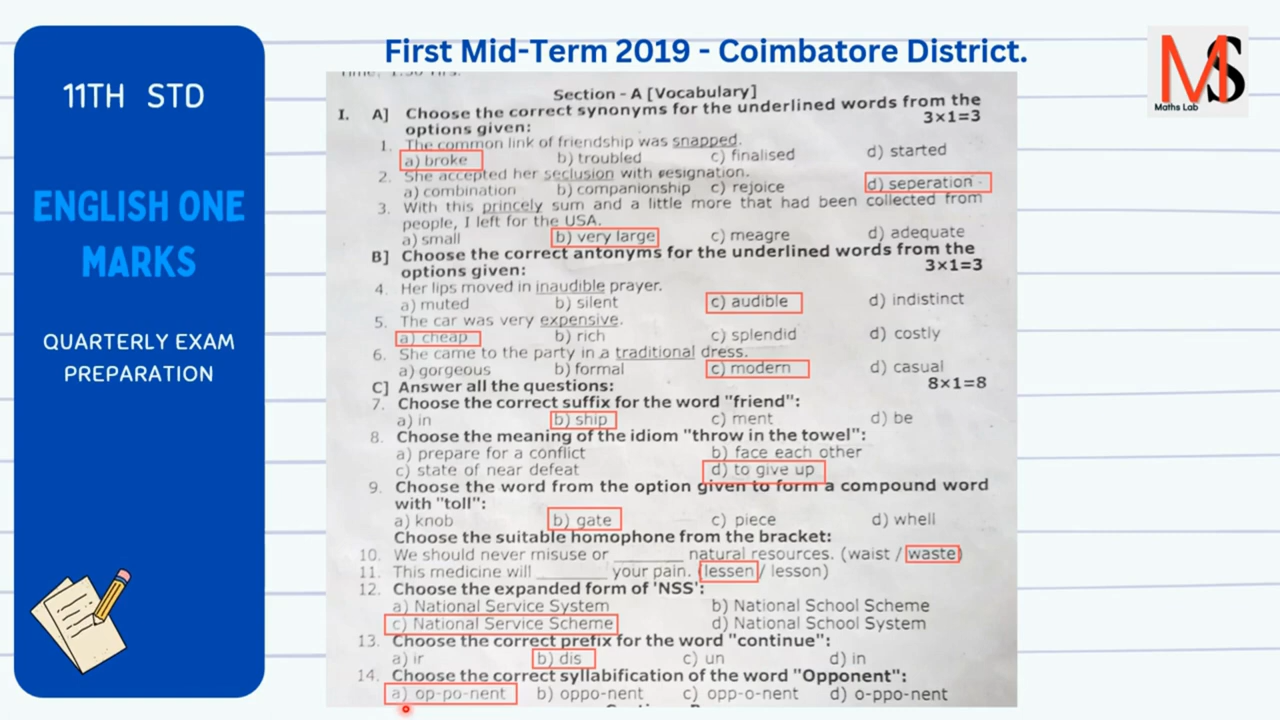 First Mid-Term 2019 - Coimbatore District.
MS
Maths Lab
11TH STD
ENGLISH ONE
MARKS
QUARTERLY EXAM
PREPARATION
Time: 1.30 Hrs.
Section - A [Vocabulary]
I. A] Choose the correct synonyms for the underlined words from the
options given: 3×1=3
1. The common link of friendship was snapped.
a) broke b) troubled c) finalised d) started
2. She accepted her seclusion with resignation.
a) combination b) companionship c) rejoice d) seperation -
3. With this princely sum and a little more that had been collected from
people, I left for the USA.
a) small b) very large c) meagre d) adequate
B] Choose the correct antonyms for the underlined words from the
options given: 3×1=3
4. Her lips moved in inaudible prayer.
a) muted b) silent c) audible d) indistinct
5. The car was very expensive.
a) cheap b) rich c) splendid d) costly
6. She came to the party in a traditional dress.
a) gorgeous b) formal c) modern d) casual
C] Answer all the questions: 8×1=8
7. Choose the correct suffix for the word "friend":
a) in b) ship c) ment d) be
8. Choose the meaning of the idiom "throw in the towel":
a) prepare for a conflict b) face each other
c) state of near defeat d) to give up
9. Choose the word from the option given to form a compound word
with "toll":
a) knob b) gate c) piece d) whell
Choose the suitable homophone from the bracket:
10. We should never misuse or ________ natural resources. (waist / waste)
11. This medicine will ________ your pain. (lessen / lesson)
12. Choose the expanded form of 'NSS':
a) National Service System b) National School Scheme
c) National Service Scheme d) National School System
13. Choose the correct prefix for the word "continue":
a) ir b) dis c) un d) in
14. Choose the correct syllabification of the word "Opponent":
a) op-po-nent b) oppo-nent c) opp-o-nent d) o-ppo-nent